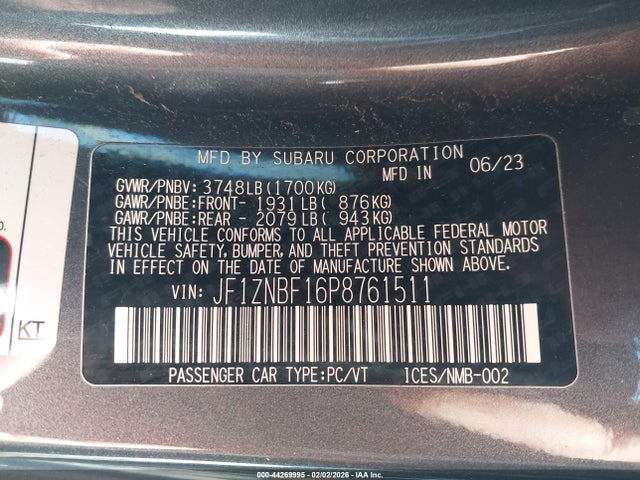 MFD BY SUBARU CORPORATION
MFD IN 06/23
GVWR/PNBV: 3748LB(1700KG)
GAWR/PNBE:FRONT- 1931LB( 876KG)
GAWR/PNBE:REAR - 2079LB( 943KG)
THIS VEHICLE CONFORMS TO ALL APPLICABLE FEDERAL MOTOR
VEHICLE SAFETY, BUMPER, AND THEFT PREVENTION STANDARDS
IN EFFECT ON THE DATE OF MANUFACTURE SHOWN ABOVE.
VIN: JF1ZNBF16P8761511
PASSENGER CAR TYPE:PC/VT ICES/NMB-002
O.
KT
000-44269995 - 02/02/2026 - IAA Inc.